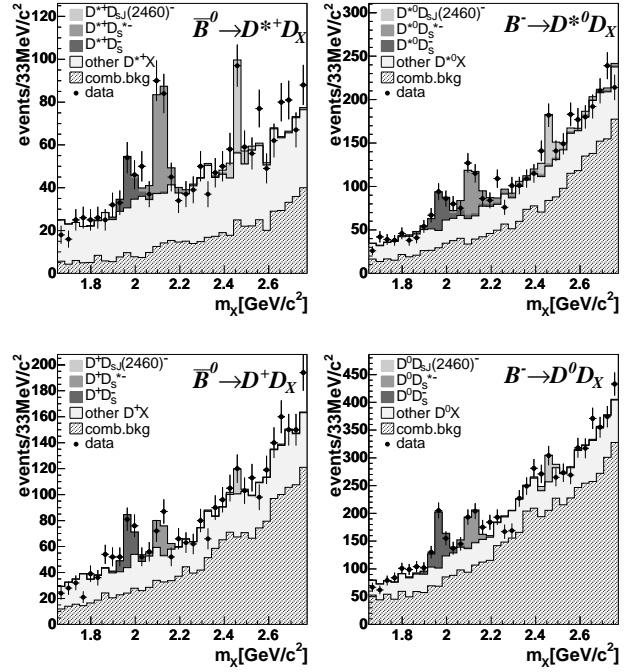 B̅⁰→D*⁺D_X
events/33MeV/c²
D*⁺D_sJ(2460)⁻
D*⁺D_s*⁻
D*⁺D_s⁻
other D*⁺X
comb.bkg
data
0
20
40
60
80
100
120
1.8
2
2.2
2.4
2.6
m_X[GeV/c²]
B⁻→D*⁰D_X
events/33MeV/c²
D*⁰D_sJ(2460)⁻
D*⁰D_s*⁻
D*⁰D_s⁻
other D*⁰X
comb.bkg
data
0
50
100
150
200
250
300
1.8
2
2.2
2.4
2.6
m_X[GeV/c²]
B̅⁰→D⁺D_X
events/33MeV/c²
D⁺D_sJ(2460)⁻
D⁺D_s*⁻
D⁺D_s⁻
other D⁺X
comb.bkg
data
0
20
40
60
80
100
120
140
160
180
200
1.8
2
2.2
2.4
2.6
m_X[GeV/c²]
B⁻→D⁰D_X
events/33MeV/c²
D⁰D_sJ(2460)⁻
D⁰D_s*⁻
D⁰D_s⁻
other D⁰X
comb.bkg
data
0
50
100
150
200
250
300
350
400
450
1.8
2
2.2
2.4
2.6
m_X[GeV/c²]